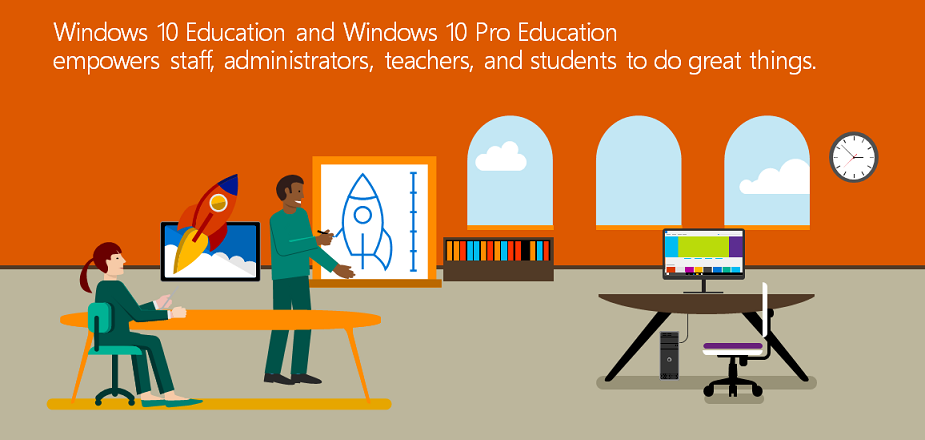 Windows 10 Education and Windows 10 Pro Education
empowers staff, administrators, teachers, and students to do great things.